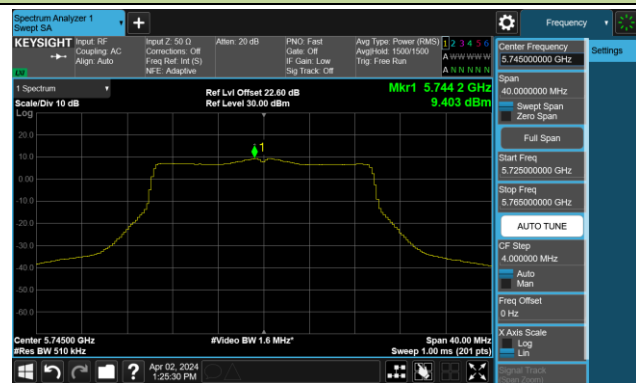 Spectrum Analyzer 1
Swept SA
+
Frequency
KEYSIGHT
Input: RF
Coupling: AC
Align: Auto
Input Z: 50 Ω
Corrections: Off
Freq Ref: Int (S)
NFE: Adaptive
Atten: 20 dB
PNO: Fast
Gate: Off
IF Gain: Low
Sig Track: Off
Avg Type: Power (RMS)
Avg|Hold: 1500/1500
Trig: Free Run
1 2 3 4 5 6
A W W W W W
A N N N N N
LXI
1 Spectrum
Scale/Div 10 dB
Log
Ref Lvl Offset 22.60 dB
Ref Level 30.00 dBm
Mkr1 5.744 2 GHz
9.403 dBm
20.0
10.0
0.00
-10.0
-20.0
-30.0
-40.0
-50.0
-60.0
1
Center 5.74500 GHz
#Res BW 510 kHz
#Video BW 1.6 MHz*
Span 40.00 MHz
Sweep 1.00 ms (201 pts)
Apr 02, 2024
1:25:30 PM
?
Center Frequency
5.745000000 GHz
Settings
Span
40.0000000 MHz
Swept Span
Zero Span
Full Span
Start Freq
5.725000000 GHz
Stop Freq
5.765000000 GHz
AUTO TUNE
CF Step
4.000000 MHz
Auto
Man
Freq Offset
0 Hz
X Axis Scale
Log
Lin
Signal Track
(Span Zoom)